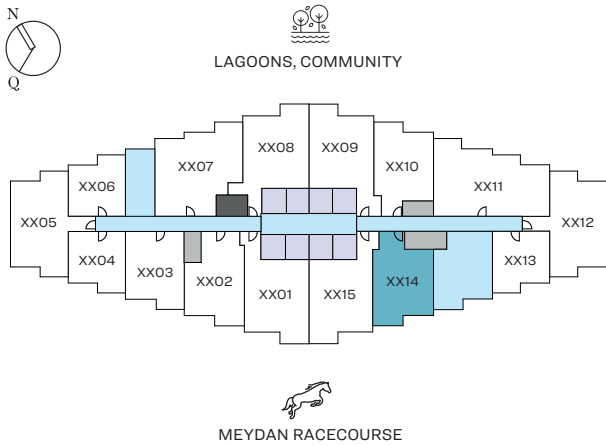 N
Q
LAGOONS, COMMUNITY
XX08
XX09
XX07
XX10
XX06
XX11
XX05
XX12
XX04
XX03
XX02
XX01
XX15
XX14
XX13
MEYDAN RACECOURSE